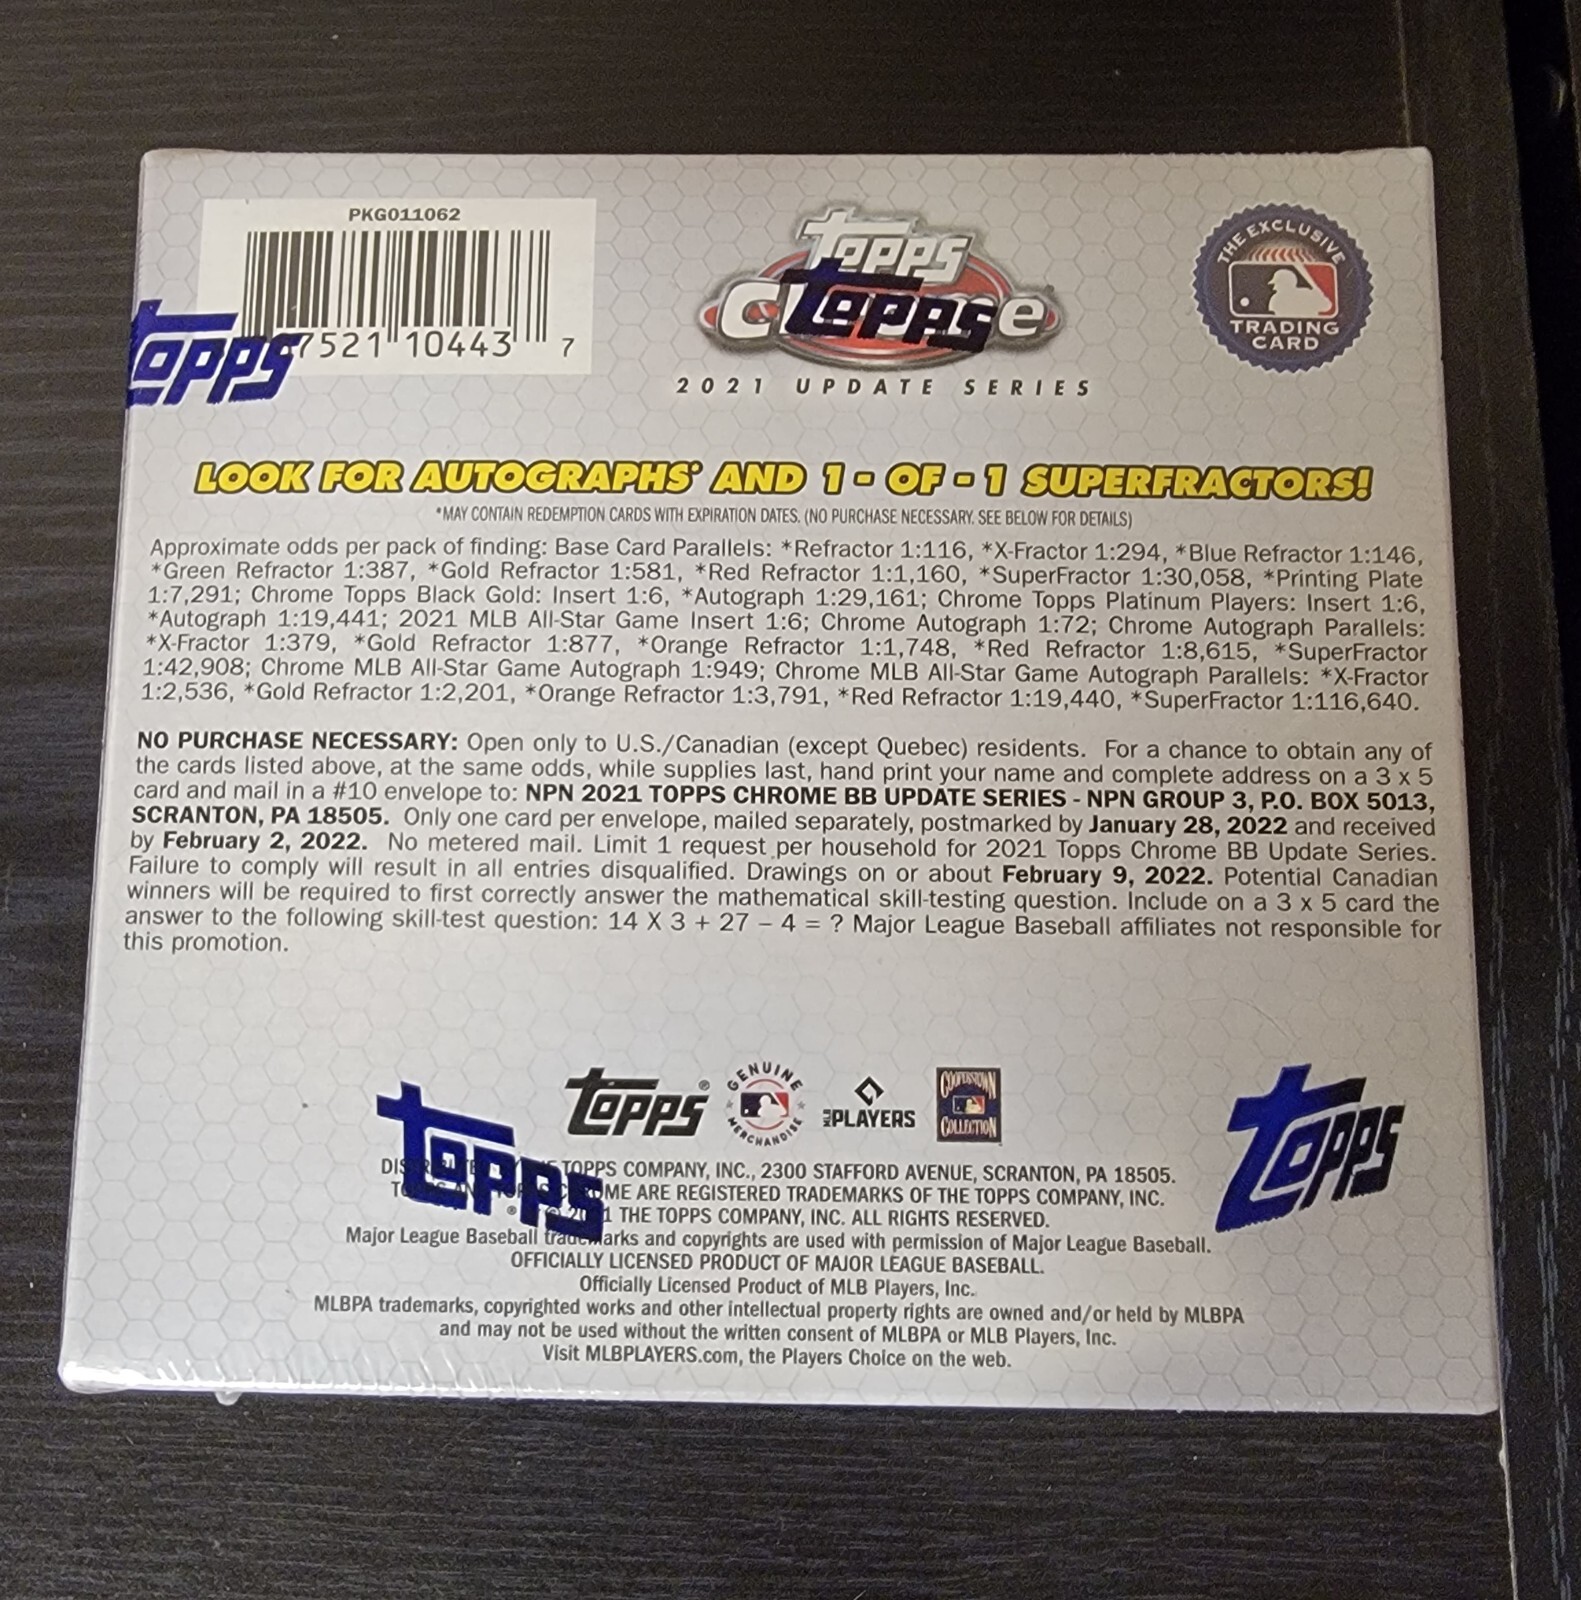 PKG011062
7521 10443 7
topps
topps
chrome
topps
2021 UPDATE SERIES
THE EXCLUSIVE
TRADING
CARD
LOOK FOR AUTOGRAPHS* AND 1 - OF - 1 SUPERFRACTORS!
*MAY CONTAIN REDEMPTION CARDS WITH EXPIRATION DATES. (NO PURCHASE NECESSARY. SEE BELOW FOR DETAILS)
Approximate odds per pack of finding: Base Card Parallels: *Refractor 1:116, *X-Fractor 1:294, *Blue Refractor 1:146,
*Green Refractor 1:387, *Gold Refractor 1:581, *Red Refractor 1:1,160, *SuperFractor 1:30,058, *Printing Plate
1:7,291; Chrome Topps Black Gold: Insert 1:6, *Autograph 1:29,161; Chrome Topps Platinum Players: Insert 1:6,
*Autograph 1:19,441; 2021 MLB All-Star Game Insert 1:6; Chrome Autograph 1:72; Chrome Autograph Parallels:
*X-Fractor 1:379, *Gold Refractor 1:877, *Orange Refractor 1:1,748, *Red Refractor 1:8,615, *SuperFractor
1:42,908; Chrome MLB All-Star Game Autograph 1:949; Chrome MLB All-Star Game Autograph Parallels: *X-Fractor
1:2,536, *Gold Refractor 1:2,201, *Orange Refractor 1:3,791, *Red Refractor 1:19,440, *SuperFractor 1:116,640.
NO PURCHASE NECESSARY: Open only to U.S./Canadian (except Quebec) residents. For a chance to obtain any of
the cards listed above, at the same odds, while supplies last, hand print your name and complete address on a 3 x 5
card and mail in a #10 envelope to: NPN 2021 TOPPS CHROME BB UPDATE SERIES - NPN GROUP 3, P.O. BOX 5013,
SCRANTON, PA 18505. Only one card per envelope, mailed separately, postmarked by January 28, 2022 and received
by February 2, 2022. No metered mail. Limit 1 request per household for 2021 Topps Chrome BB Update Series.
Failure to comply will result in all entries disqualified. Drawings on or about February 9, 2022. Potential Canadian
winners will be required to first correctly answer the mathematical skill-testing question. Include on a 3 x 5 card the
answer to the following skill-test question: 14 X 3 + 27 – 4 = ? Major League Baseball affiliates not responsible for
this promotion.
topps
topps®
GENUINE
MERCHANDISE
MLB PLAYERS
COOPERSTOWN
COLLECTION
topps
DISTRIBUTED BY THE TOPPS COMPANY, INC., 2300 STAFFORD AVENUE, SCRANTON, PA 18505.
TOPPS AND TOPPS CHROME ARE REGISTERED TRADEMARKS OF THE TOPPS COMPANY, INC.
® © 2021 THE TOPPS COMPANY, INC. ALL RIGHTS RESERVED.
Major League Baseball trademarks and copyrights are used with permission of Major League Baseball.
OFFICIALLY LICENSED PRODUCT OF MAJOR LEAGUE BASEBALL.
Officially Licensed Product of MLB Players, Inc.
MLBPA trademarks, copyrighted works and other intellectual property rights are owned and/or held by MLBPA
and may not be used without the written consent of MLBPA or MLB Players, Inc.
Visit MLBPLAYERS.com, the Players Choice on the web.